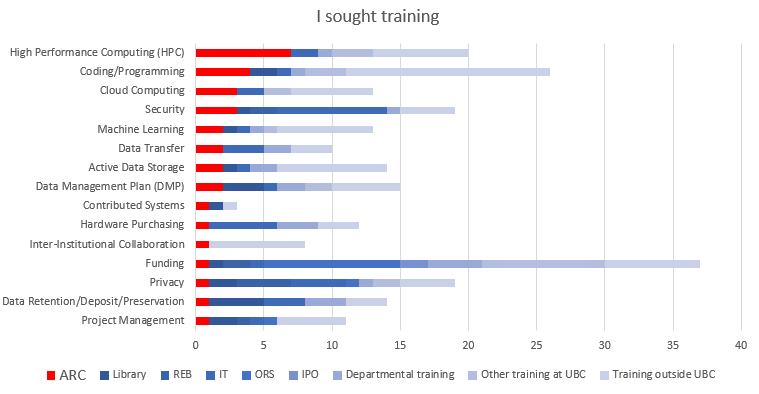 I sought training
High Performance Computing (HPC)
Coding/Programming
Cloud Computing
Security
Machine Learning
Data Transfer
Active Data Storage
Data Management Plan (DMP)
Contributed Systems
Hardware Purchasing
Inter-Institutional Collaboration
Funding
Privacy
Data Retention/Deposit/Preservation
Project Management
0 5 10 15 20 25 30 35 40
ARC Library REB IT ORS IPO Departmental training Other training at UBC Training outside UBC